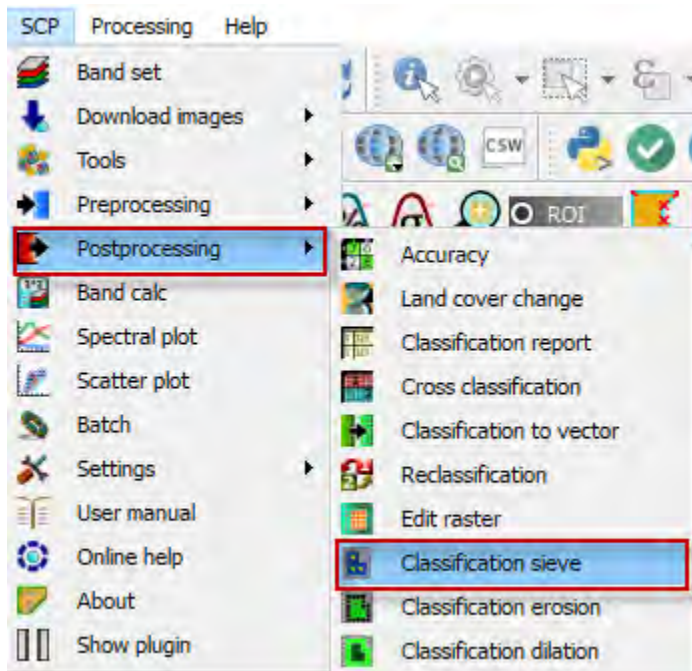 SCP Processing Help
Band set
Download images
Tools
Preprocessing
Postprocessing
Band calc
Spectral plot
Scatter plot
Batch
Settings
User manual
Online help
About
Show plugin
CSW
ROI
Accuracy
Land cover change
Classification report
Cross classification
Classification to vector
Reclassification
Edit raster
Classification sieve
Classification erosion
Classification dilation